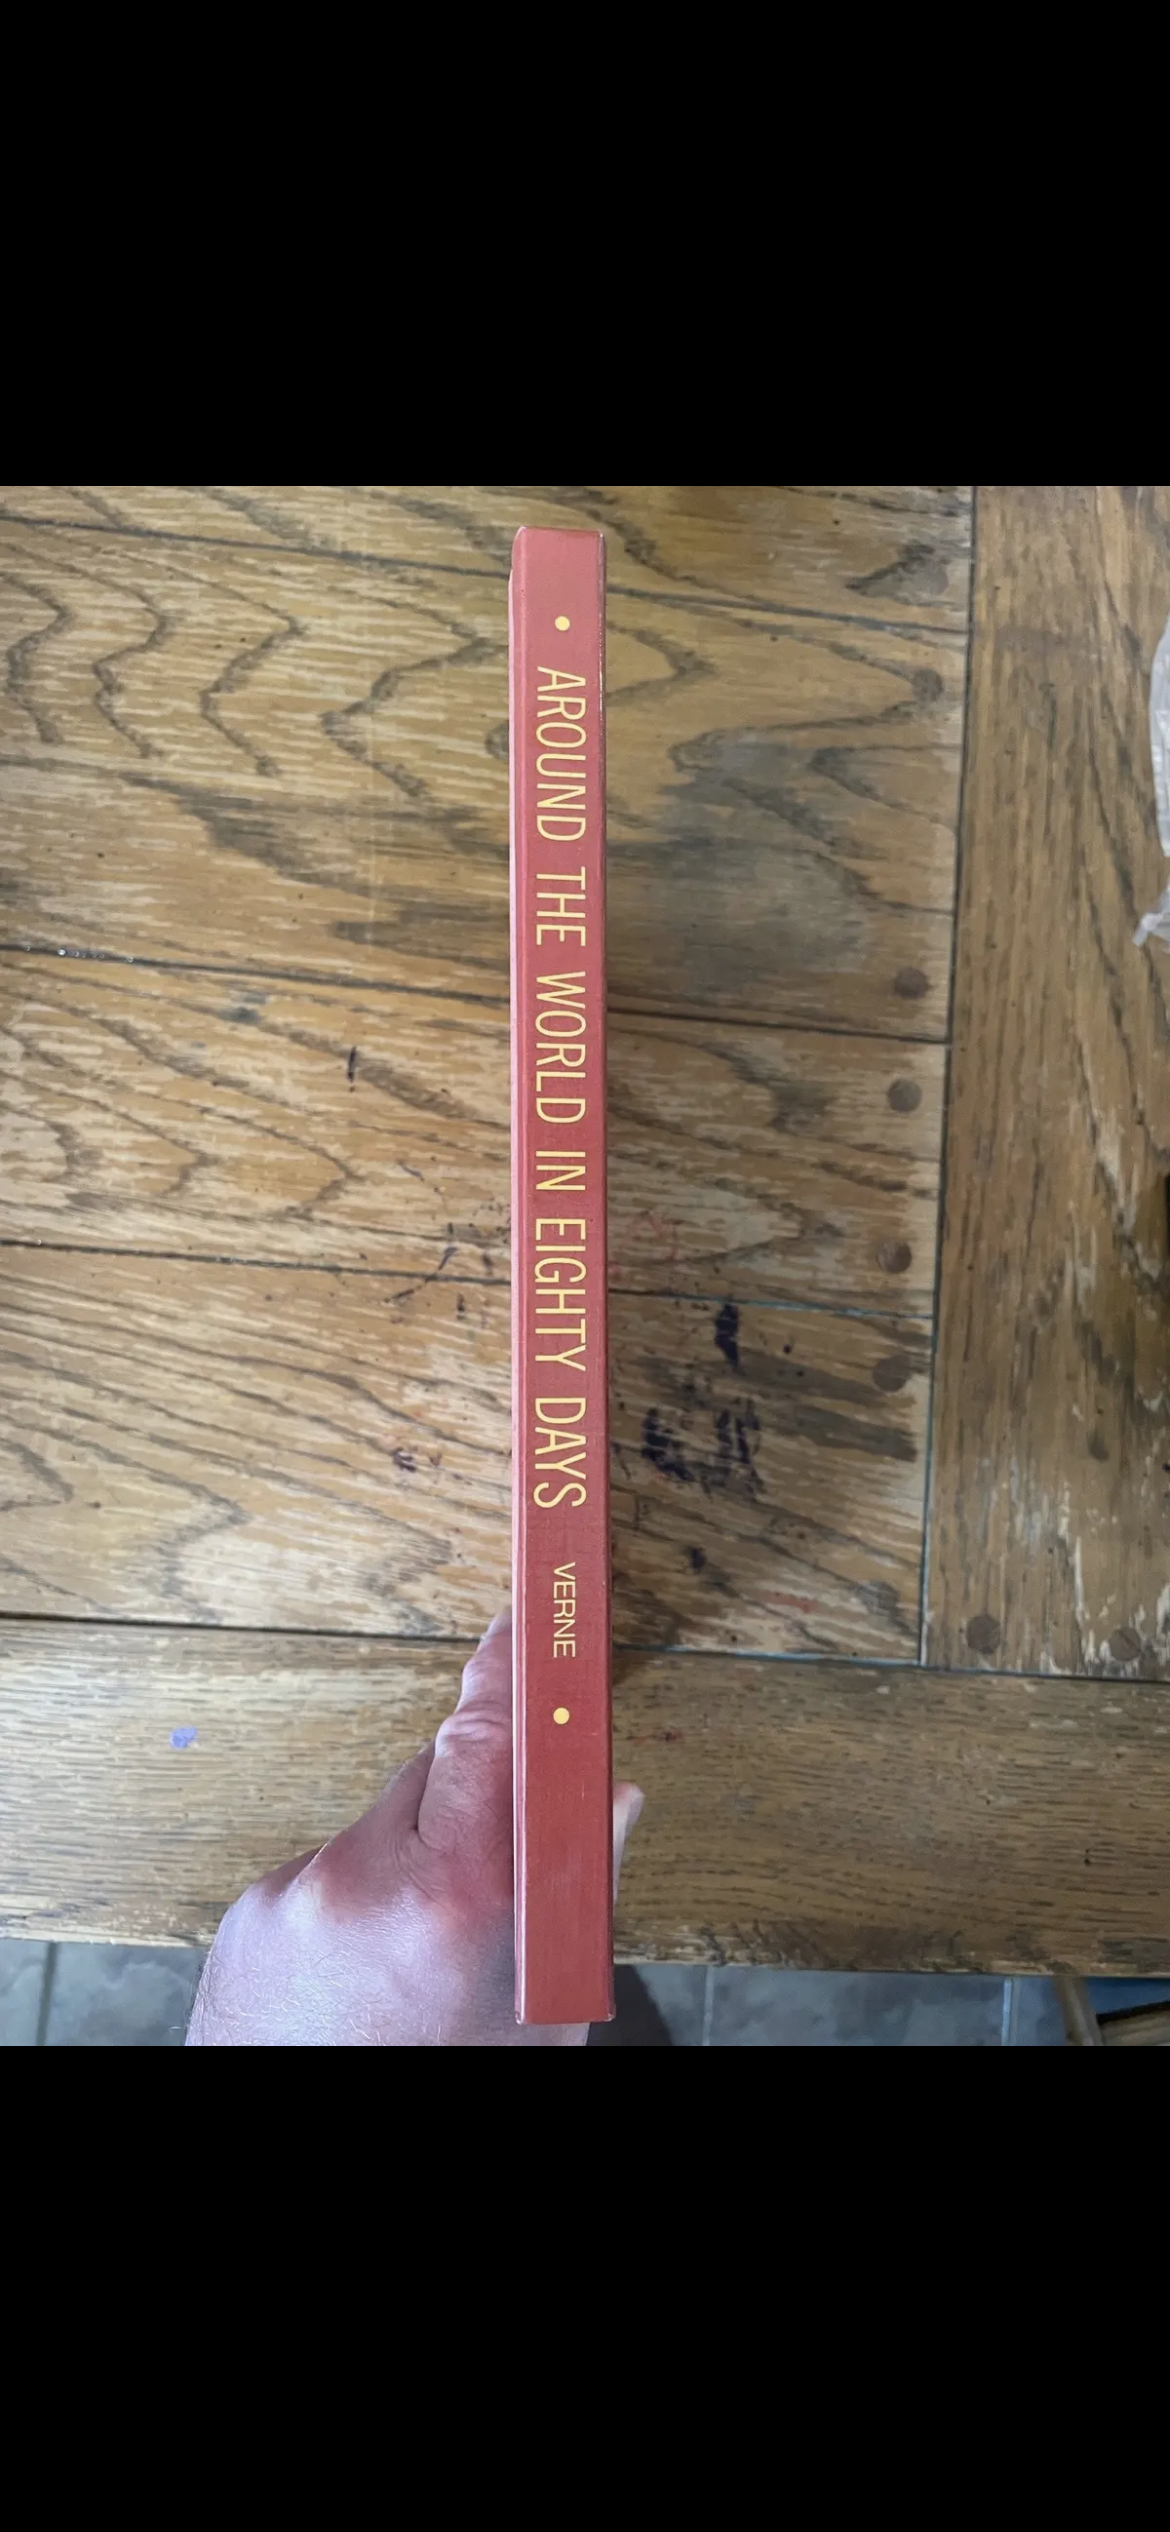 • AROUND THE WORLD IN EIGHTY DAYS VERNE •